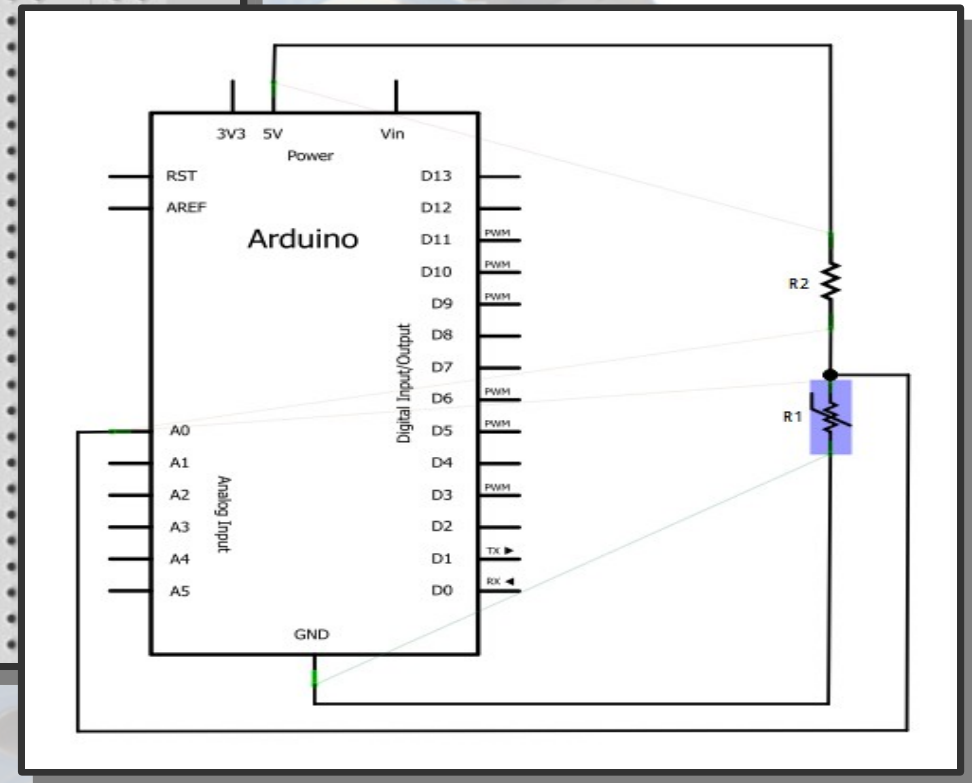 3V3 5V Vin
Power
RST D13
AREF D12
Arduino
D11 PWM
D10 PWM
D9 PWM
R2
D8
D7
Digital Input/Output
D6 PWM
R1
A0 D5 PWM
A1 D4
A2 D3 PWM
Analog Input
A3 D2
A4 D1 TX ►
A5 D0 RX ◄
GND